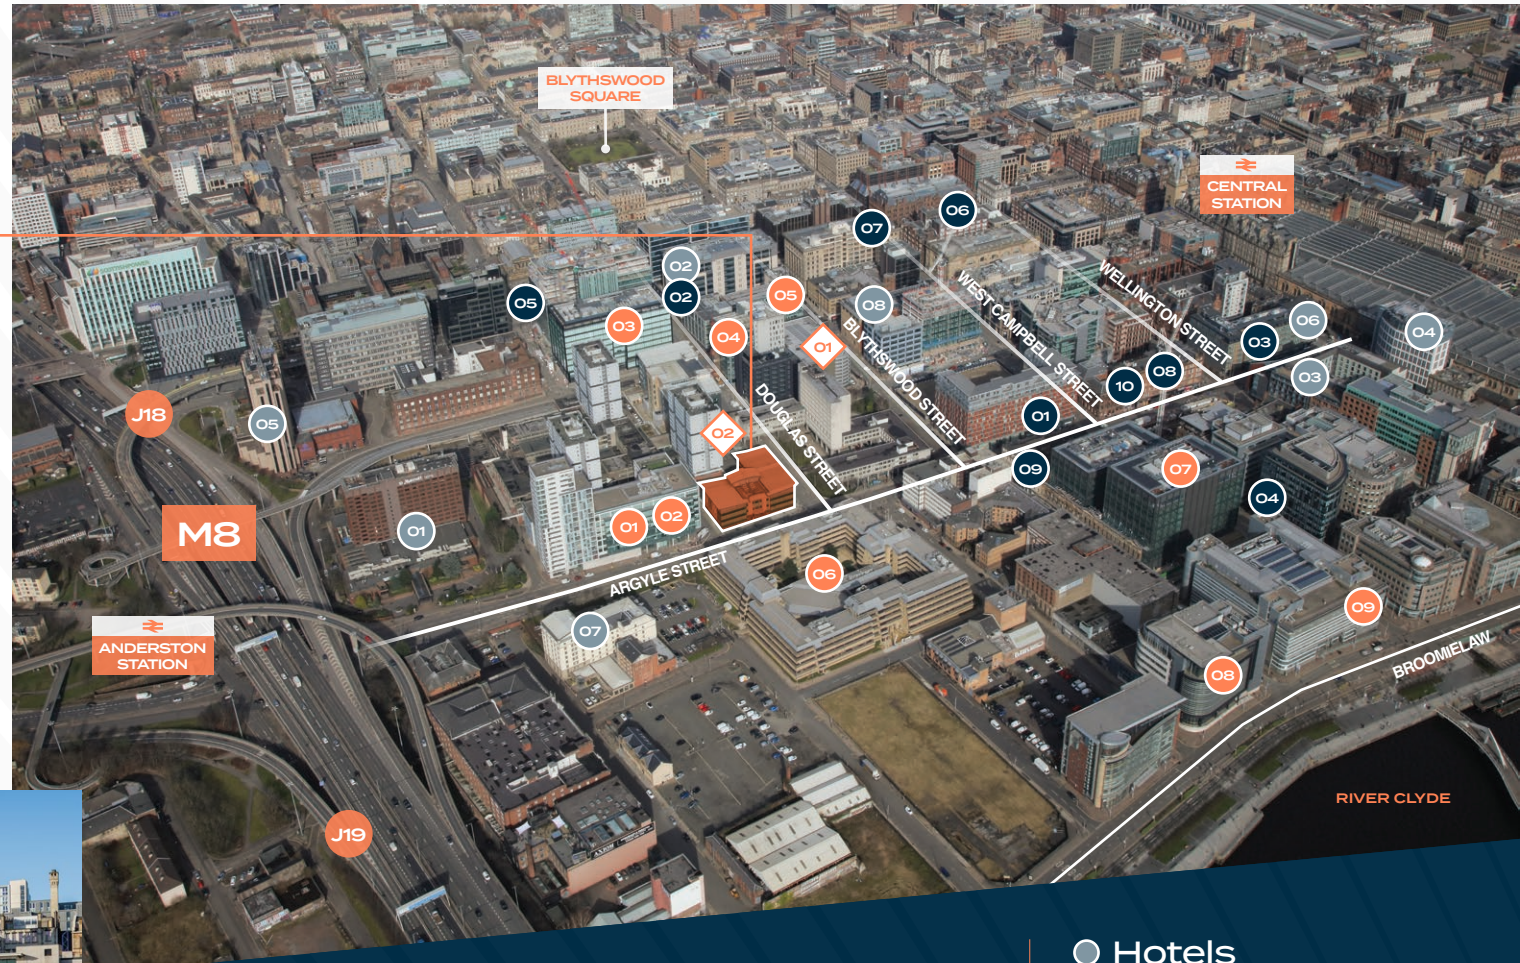 BLYTHSWOOD
SQUARE
CENTRAL
STATION
06
07
02
05
02
05
08
03
04
01
WELLINGTON STREET
WEST CAMPBELL STREET
BLYTHSWOOD STREET
06
03
04
03
08
10
01
J18
05
02
DOUGLAS STREET
09
07
04
M8
01
01
02
ARGYLE STREET
06
07
09
ANDERSTON
STATION
08
BROOMIELAW
RIVER CLYDE
J19
Hotels